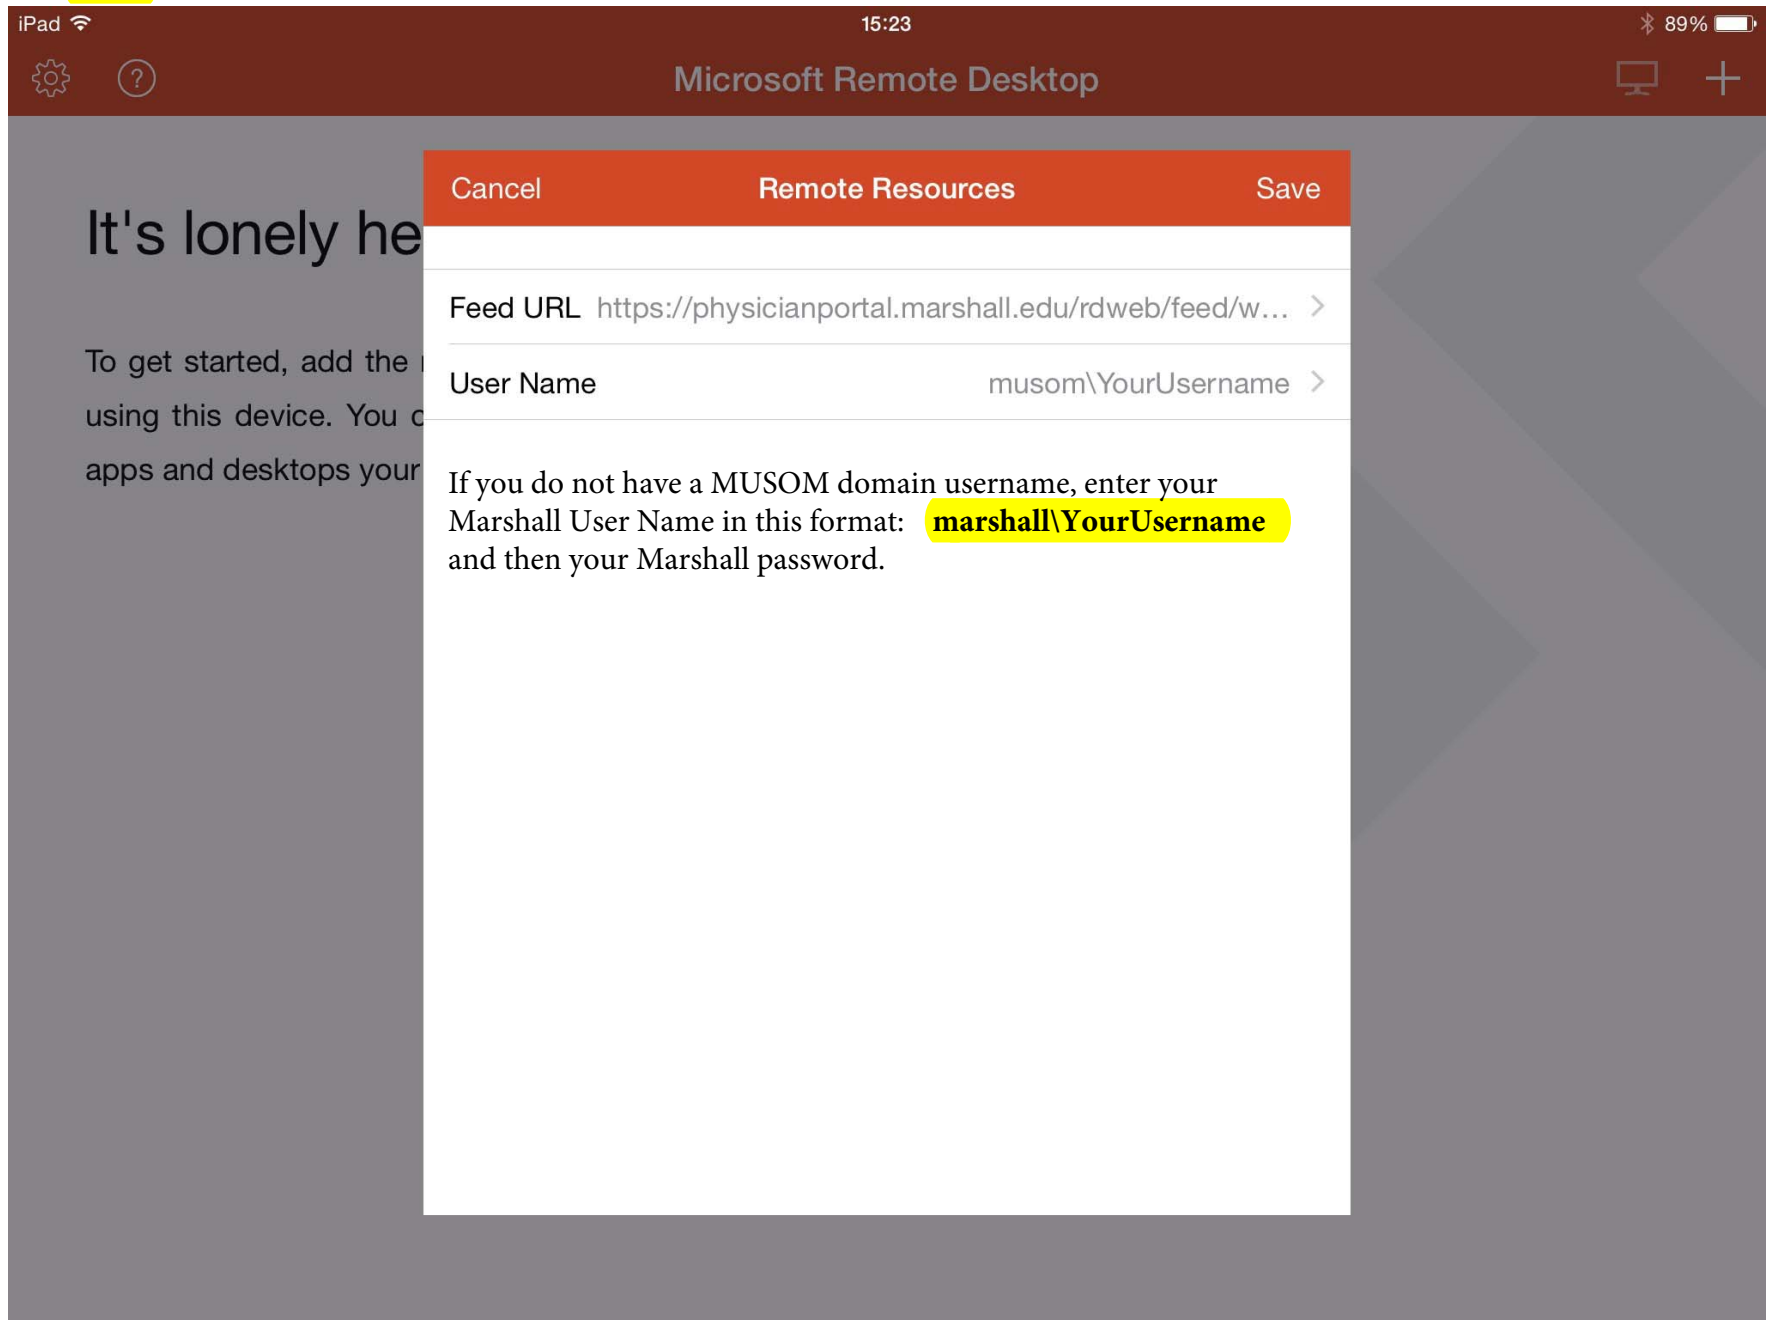 iPad 15:23 89%
? Microsoft Remote Desktop
Cancel Remote Resources Save
It's lonely he
Feed URL https://physicianportal.marshall.edu/rdweb/feed/w... >
To get started, add the
User Name musom\YourUsername >
using this device. You c
apps and desktops your
If you do not have a MUSOM domain username, enter your
Marshall User Name in this format: marshall\YourUsername
and then your Marshall password.